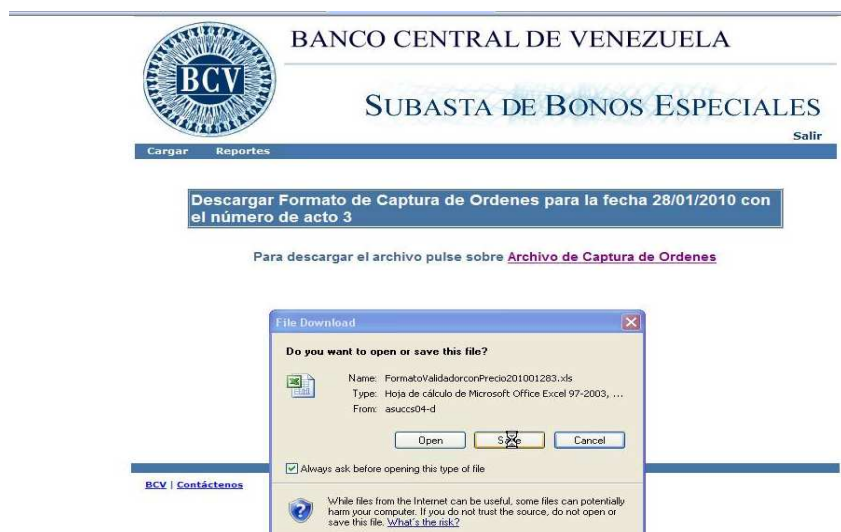 BANCO CENTRAL DE VENEZUELA
BCV
SUBASTA DE BONOS ESPECIALES
Salir
Cargar Reportes
Descargar Formato de Captura de Ordenes para la fecha 28/01/2010 con
el número de acto 3
Para descargar el archivo pulse sobre Archivo de Captura de Ordenes
File Download
Do you want to open or save this file?
Name: FormatoValidadorconPrecio201001283.xls
Type: Hoja de cálculo de Microsoft Office Excel 97-2003, ...
From: asuccs04-d
Open Save Cancel
Always ask before opening this type of file
BCV | Contáctenos
While files from the Internet can be useful, some files can potentially
harm your computer. If you do not trust the source, do not open or
save this file. What's the risk?